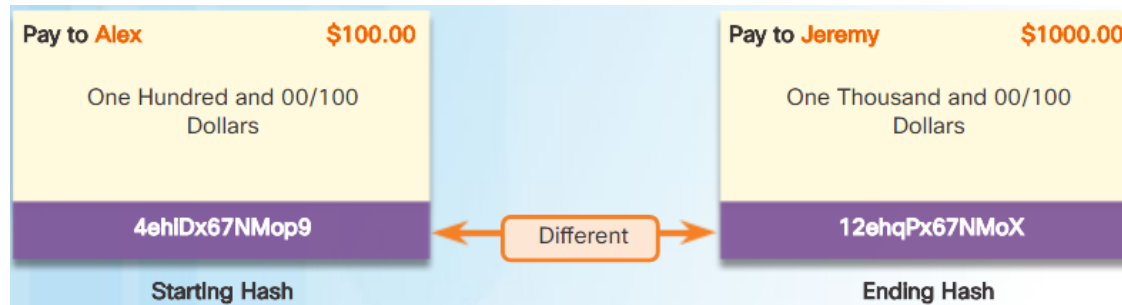 Pay to Alex $100.00
One Hundred and 00/100
Dollars
4ehIDx67NMop9
Starting Hash
Different
Pay to Jeremy $1000.00
One Thousand and 00/100
Dollars
12ehqPx67NMoX
Ending Hash